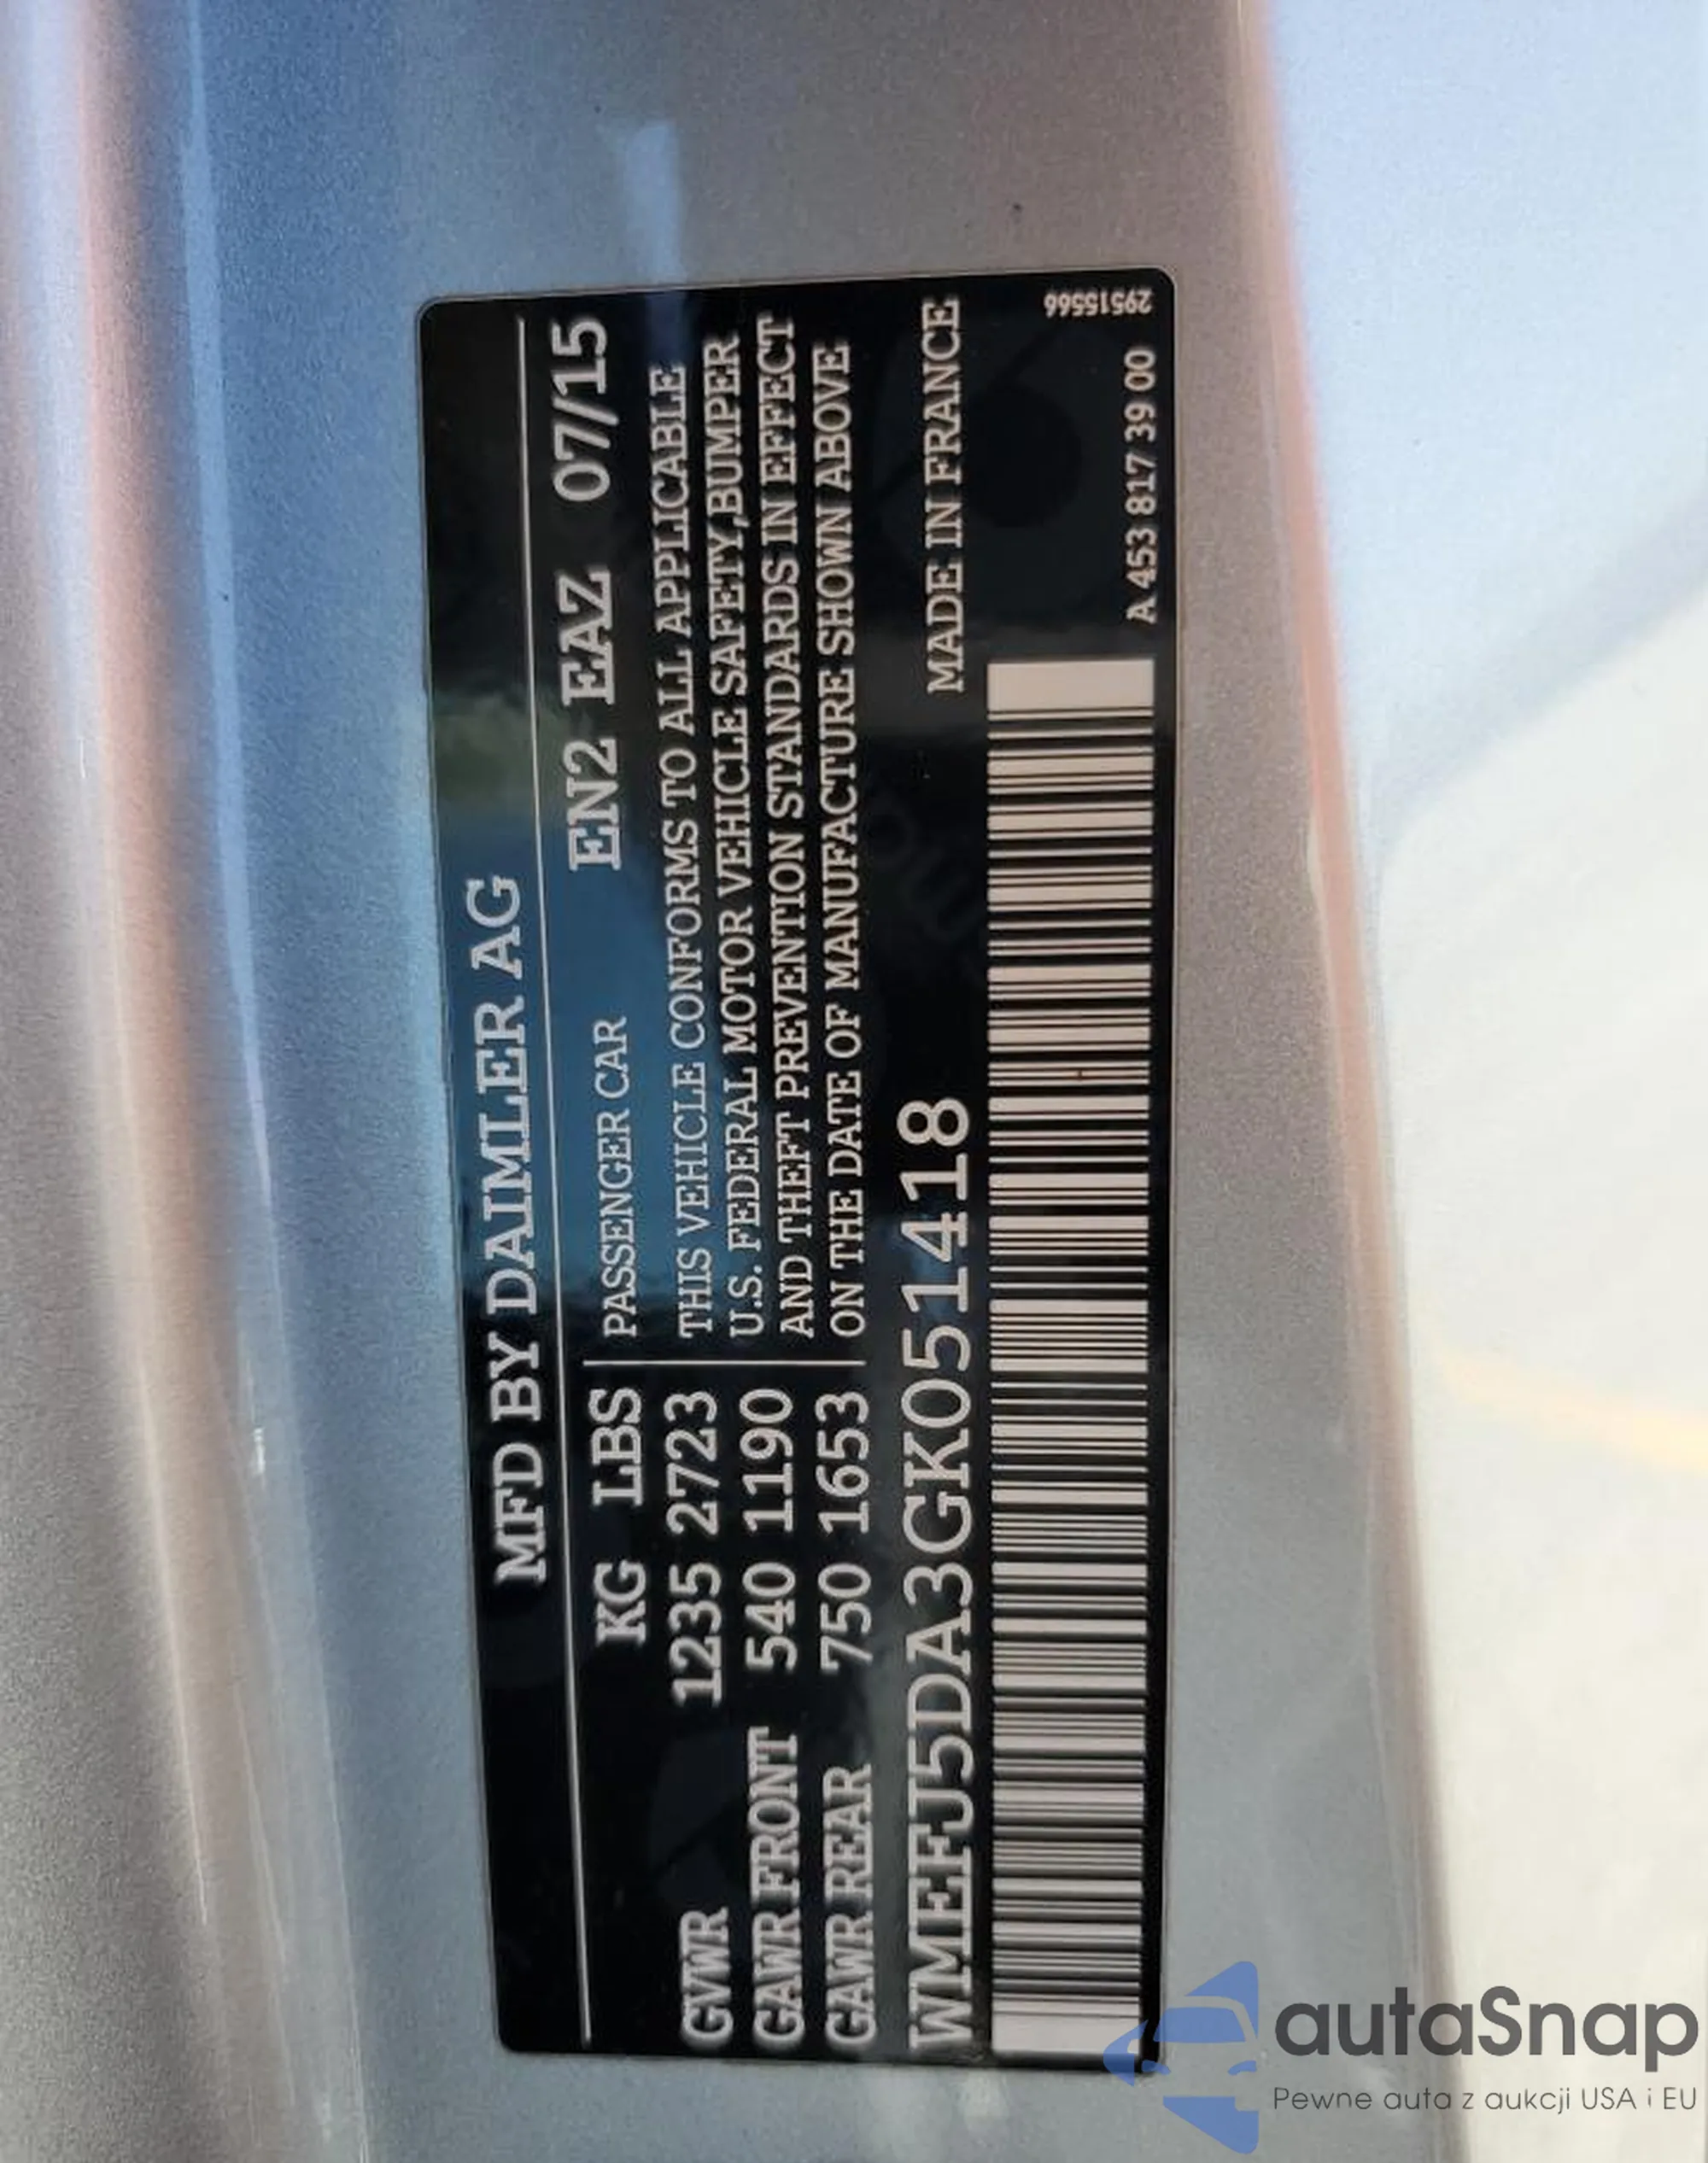 MFD BY DAIMLER AG
KG LBS
GVWR 1235 2723
GAWR FRONT 540 1190
GAWR REAR 750 1653
PASSENGER CAR EN2 EAZ 07/15
THIS VEHICLE CONFORMS TO ALL APPLICABLE
U.S. FEDERAL MOTOR VEHICLE SAFETY,BUMPER
AND THEFT PREVENTION STANDARDS IN EFFECT
ON THE DATE OF MANUFACTURE SHOWN ABOVE
WMEFJ5DA3GK051418
MADE IN FRANCE
A 453 817 39 00
29515566
autaSnap
Pewne auta z aukcji USA i EU